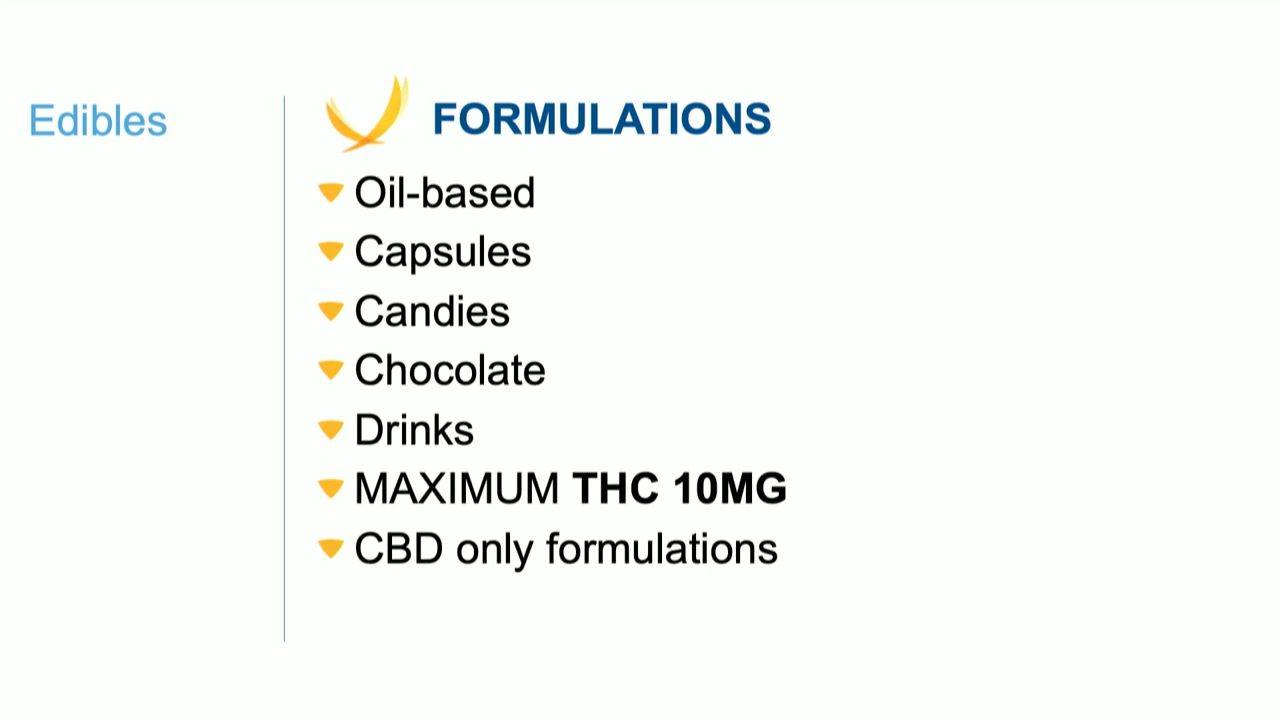 Edibles
FORMULATIONS
Oil-based
Capsules
Candies
Chocolate
Drinks
MAXIMUM THC 10MG
CBD only formulations